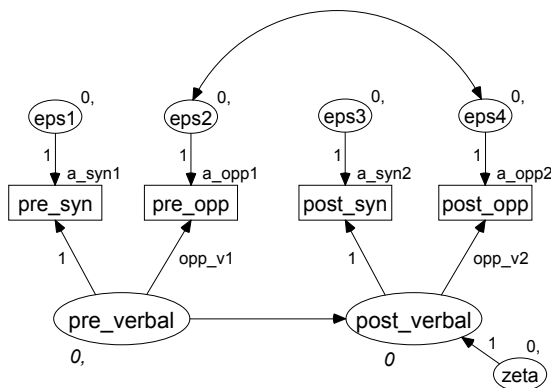 0, 0, 0, 0,
eps1 eps2 eps3 eps4
1 1 1 1
a_syn1 a_opp1 a_syn2 a_opp2
pre_syn pre_opp post_syn post_opp
1 opp_v1 1 opp_v2
pre_verbal post_verbal
0, 0 1 0,
zeta